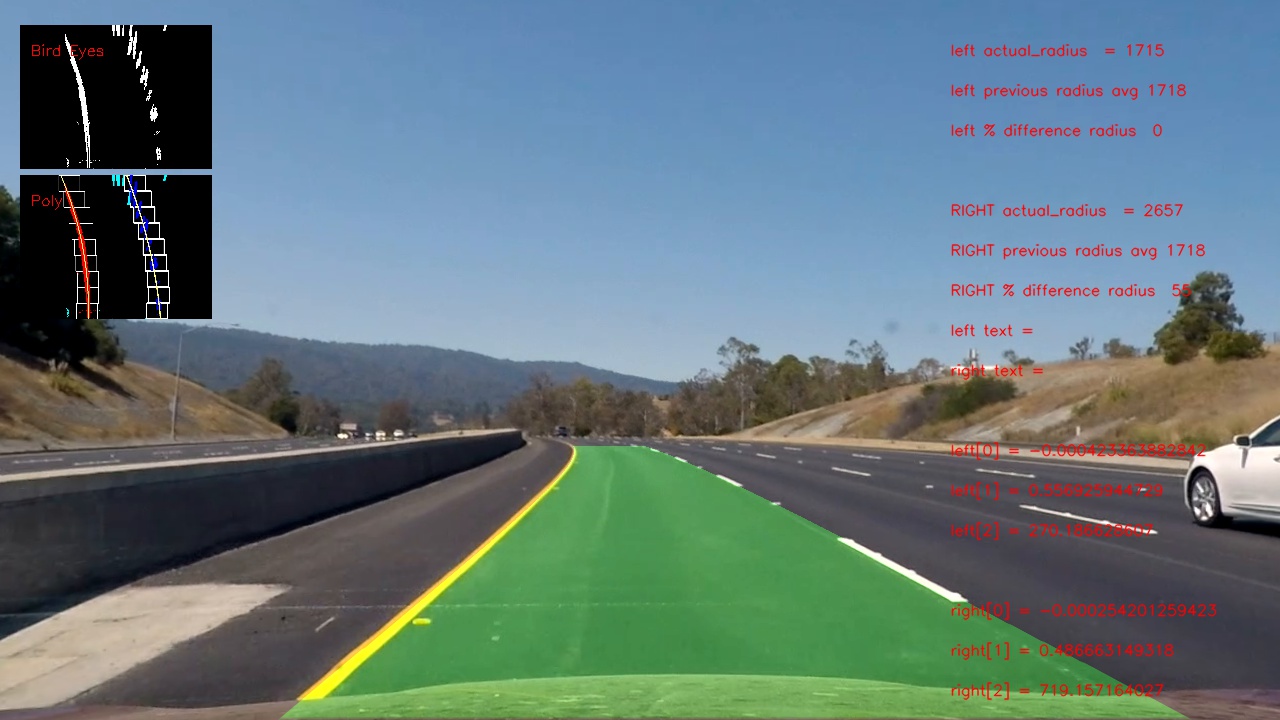 Bird Eyes
Poly
left actual_radius = 1715
left previous radius avg 1718
left % difference radius 0
RIGHT actual_radius = 2657
RIGHT previous radius avg 1718
RIGHT % difference radius 55
left text =
right text =
left[0] = -0.000423363882842
left[1] = 0.556925944729
left[2] = 270.186628607
right[0] = -0.000254201259423
right[1] = 0.486663149318
right[2] = 719.157164027